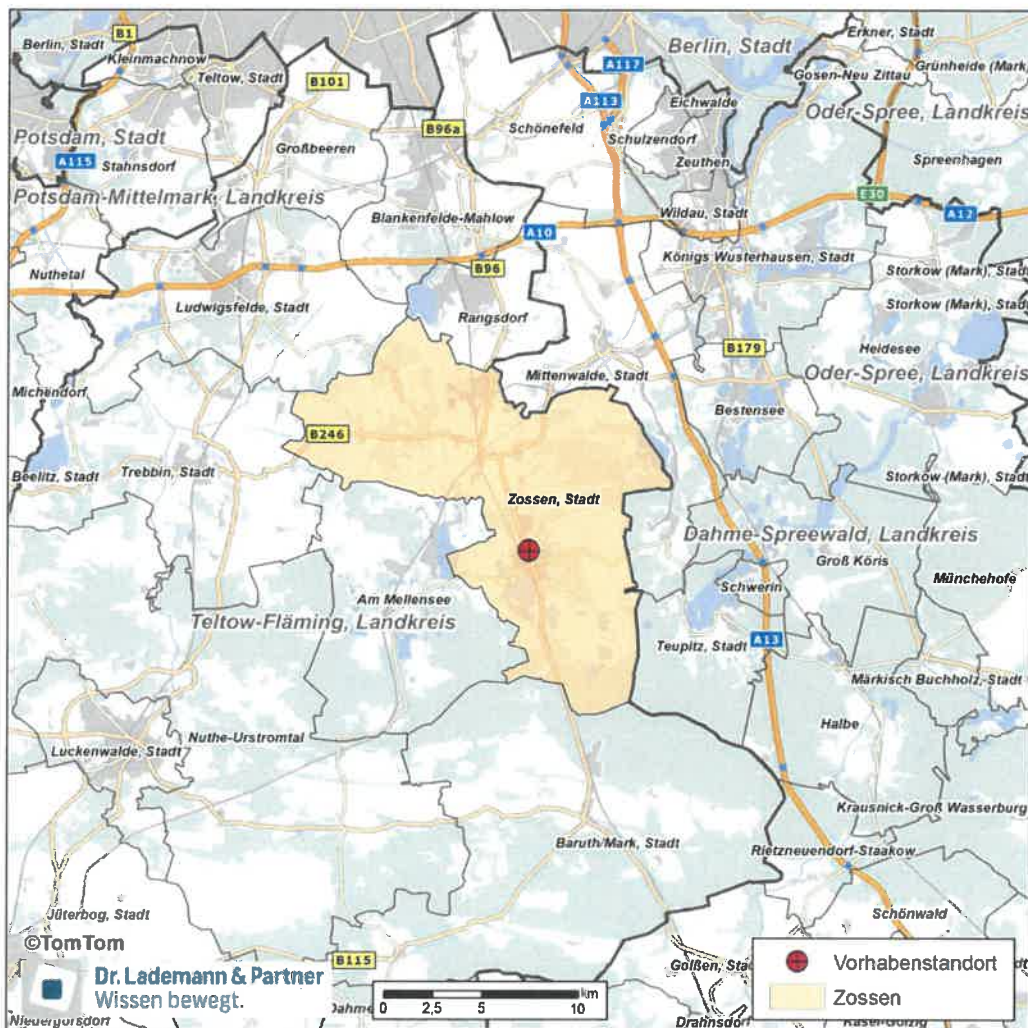 B1
Berlin, Stadt
Kleinmachnow
Teltow, Stadt
B101
A117
Berlin, Stadt
Erkner, Stadt
Gosen-Neu Zittau
Grünheide (Mark)
A113
Eichwalde
Oder-Spree, Landkreis
Potsdam, Stadt
B96a
Schönefeld
Schulzendorf
A115
Stahnsdorf
Großbeeren
Zeuthen
Spreenhagen
Potsdam-Mittelmark, Landkreis
E30
Blankenfelde-Mahlow
Wildau, Stadt
A12
A10
Nuthetal
B96
Königs Wusterhausen, Stadt
Storkow (Mark), Stadt
Ludwigsfelde, Stadt
Rangsdorf
Storkow (Mark), Stadt
B179
Heidesee
Michendorf
Mittenwalde, Stadt
Oder-Spree, Landkreis
Bestensee
B246
Beelitz, Stadt
Trebbin, Stadt
Storkow (Mark), Stadt
Zossen, Stadt
Dahme-Spreewald, Landkreis
Groß Köris
Münchehofe
Schwerin
Am Mellensee
Teltow-Fläming, Landkreis
Teupitz, Stadt
A13
Märkisch Buchholz, Stadt
Halbe
Nuthe-Urstromtal
Luckenwalde, Stadt
Krausnick-Groß Wasserburg
Baruth/Mark, Stadt
Rietzneuendorf-Staakow
Jüterbog, Stadt
Schönwald
©TomTom
B115
Golßen, Stad
Vorhabenstandort
Dr. Lademann & Partner
Wissen bewegt.
km
0 2,5 5 10
Zossen
Niedergörsdorf
Dahme
Drahnsdorf
Kasel-Golzig